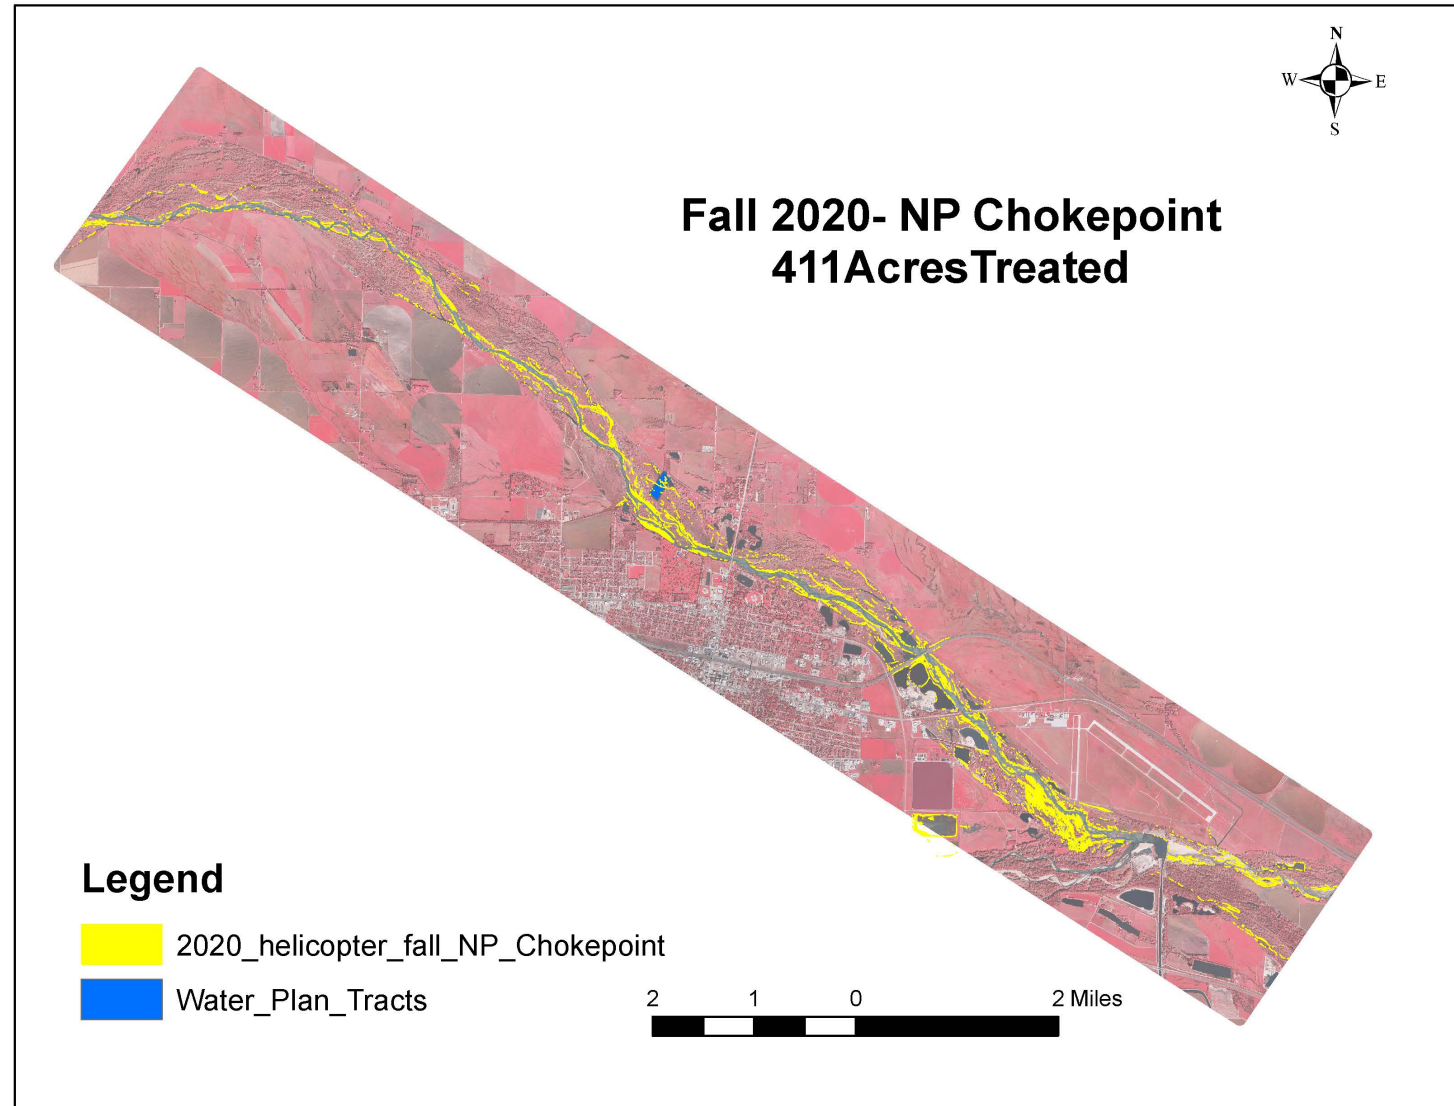 N
W E
S
Fall 2020- NP Chokepoint
411AcresTreated
Legend
2020_helicopter_fall_NP_Chokepoint
Water_Plan_Tracts
2 1 0 2 Miles